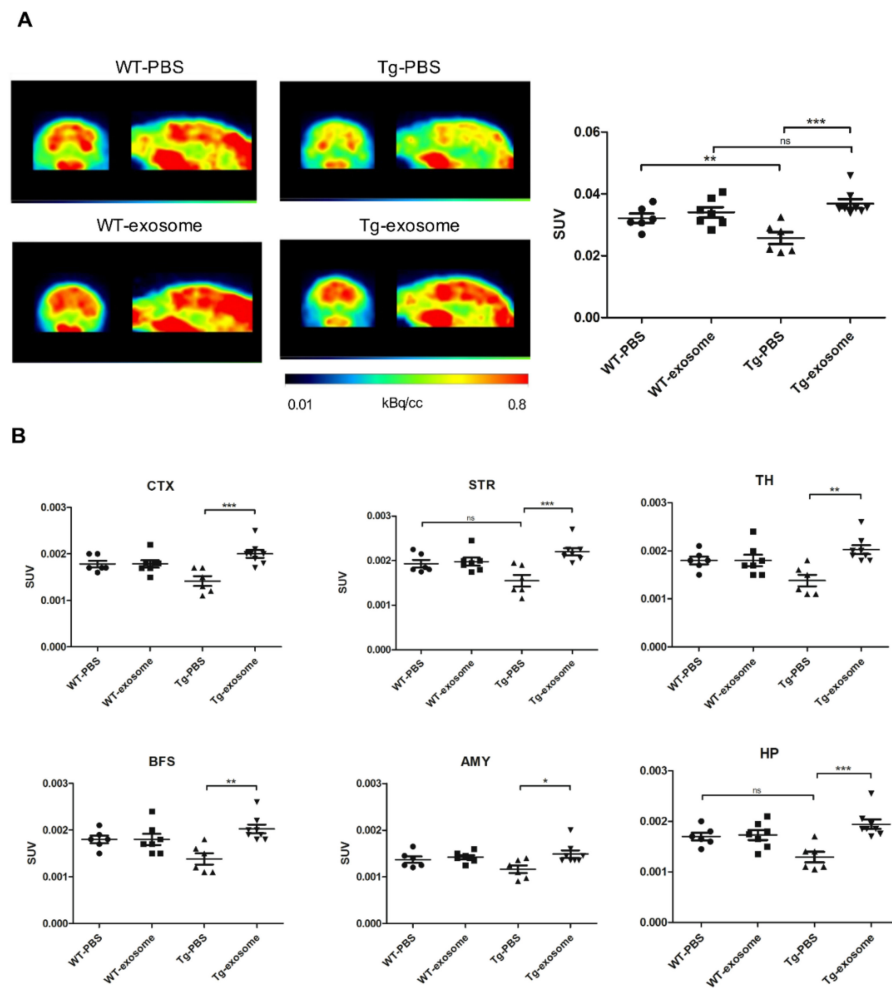 A
WT-PBS
Tg-PBS
WT-exosome
Tg-exosome
0.01 kBq/cc 0.8
***
ns
**
0.06
0.04
0.02
0.00
SUV
WT-PBS
WT-exosome
Tg-PBS
Tg-exosome
B
CTX
***
0.003
0.002
0.001
0.000
SUV
WT-PBS
WT-exosome
Tg-PBS
Tg-exosome
STR
ns
***
0.003
0.002
0.001
0.000
SUV
WT-PBS
WT-exosome
Tg-PBS
Tg-exosome
TH
**
0.003
0.002
0.001
0.000
WT-PBS
WT-exosome
Tg-PBS
Tg-exosome
BFS
**
0.003
0.002
0.001
0.000
SUV
WT-PBS
WT-exosome
Tg-PBS
Tg-exosome
AMY
*
0.003
0.002
0.001
0.000
WT-PBS
WT-exosome
Tg-PBS
Tg-exosome
HP
ns
***
0.003
0.002
0.001
0.000
WT-PBS
WT-exosome
Tg-PBS
Tg-exosome